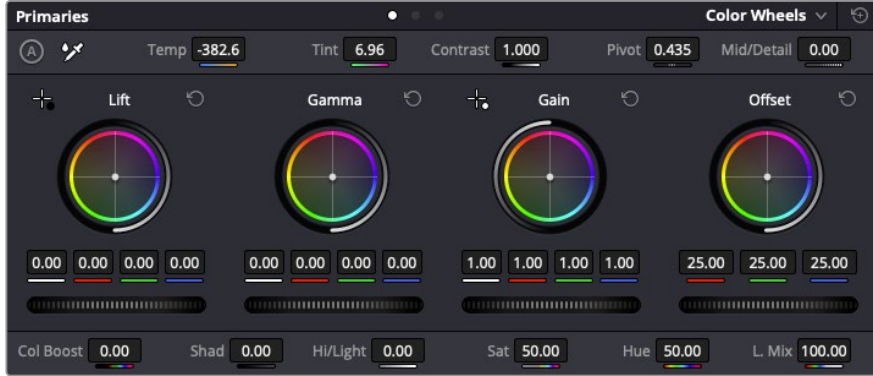 Primaries Color Wheels
A Temp -382.6 Tint 6.96 Contrast 1.000 Pivot 0.435 Mid/Detail 0.00
Lift Gamma Gain Offset
0.00 0.00 0.00 0.00 0.00 0.00 0.00 0.00 1.00 1.00 1.00 1.00 25.00 25.00 25.00
Col Boost 0.00 Shad 0.00 Hi/Light 0.00 Sat 50.00 Hue 50.00 L. Mix 100.00